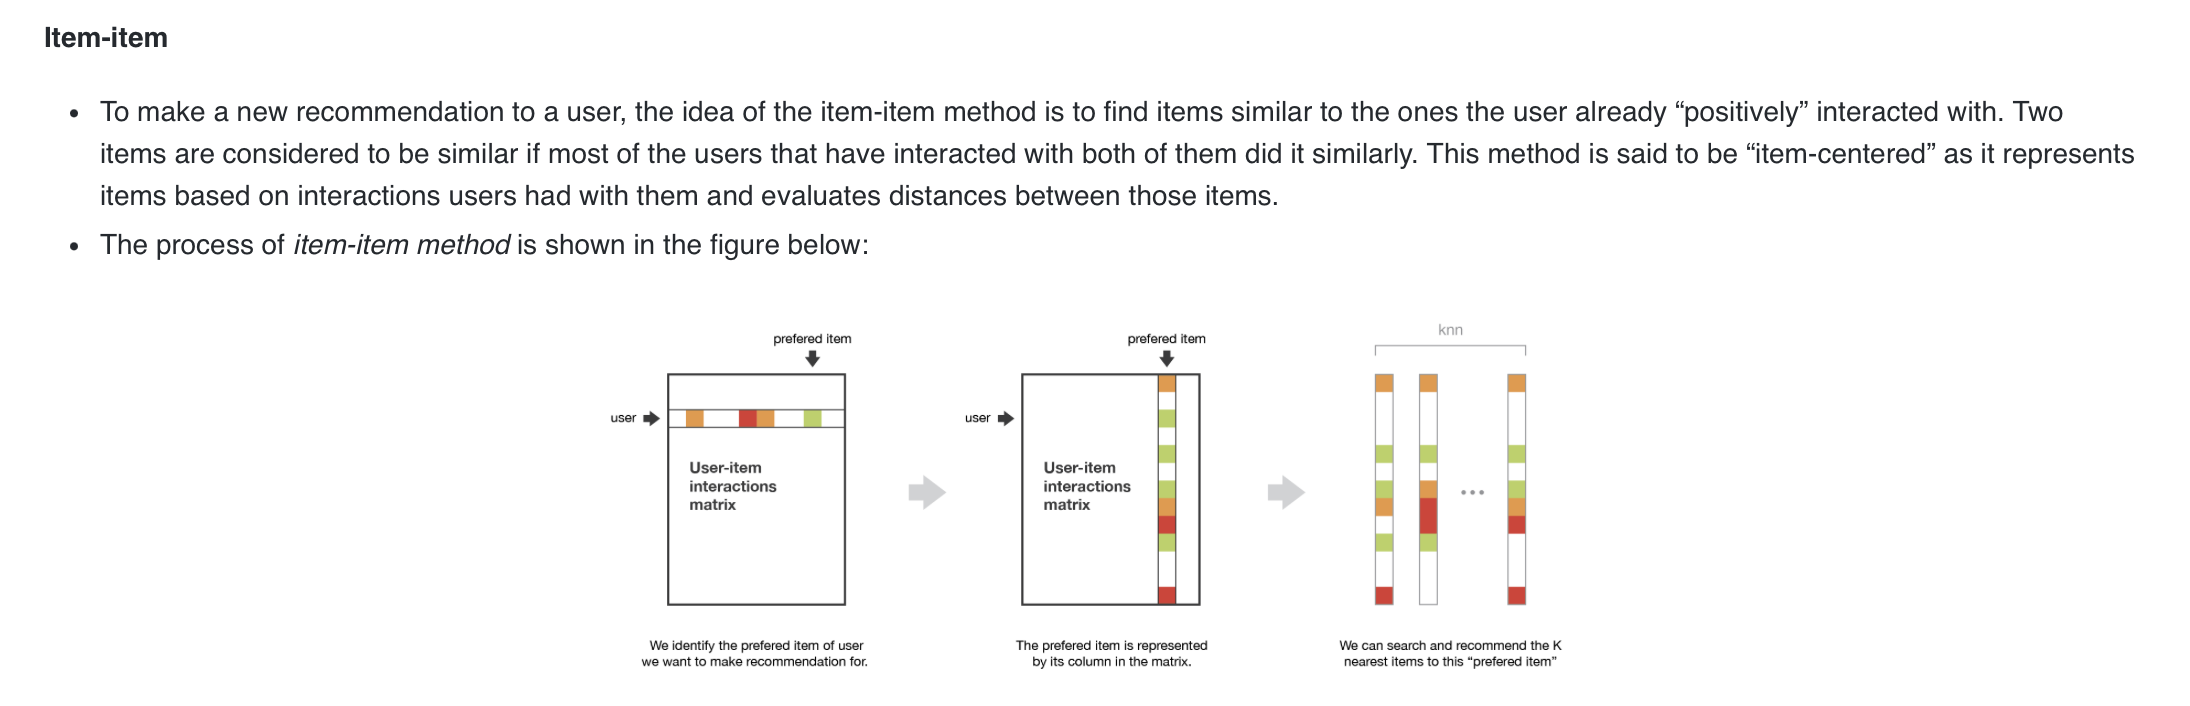 Item-item
• To make a new recommendation to a user, the idea of the item-item method is to find items similar to the ones the user already “positively” interacted with. Two
items are considered to be similar if most of the users that have interacted with both of them did it similarly. This method is said to be “item-centered” as it represents
items based on interactions users had with them and evaluates distances between those items.
• The process of item-item method is shown in the figure below:
prefered item
user
User-item
interactions
matrix
We identify the prefered item of user
we want to make recommendation for.
prefered item
user
User-item
interactions
matrix
The prefered item is represented
by its column in the matrix.
knn
...
We can search and recommend the K
nearest items to this “prefered item”